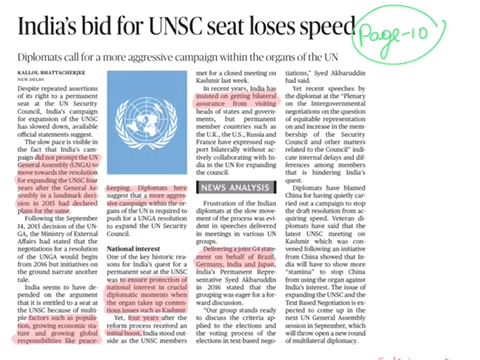 India's bid for UNSC seat loses speed
Page-10
Diplomats call for a more aggressive campaign within the organs of the UN
KALLOL BHATTACHERJEE
NEW DELHI
Despite repeated assertions
of its right to a permanent
seat at the UN Security
Council, India's campaign
for expansion of the UNSC
has slowed down, available
official statements suggest.
The slow pace is visible in
the fact that India's cam-
paign did not prompt the UN
General Assembly (UNGA) to
move towards the resolution
for expanding the UNSC four
years after the General As-
sembly in a landmark deci-
sion in 2015 had declared
plans for the same.
Following the September
14, 2015 decision of the UN-
GA, the Ministry of External
Affairs had stated that the
negotiations for a resolution
of the UNGA would begin
from 2016 but initiatives on
the ground narrate another
tale.
India seems to have de-
pended on the argument
that it is entitled to a seat at
the UNSC because of multi-
ple factors such as popula-
tion, growing economic sta-
ture and growing global
responsibilities like peace-
keeping. Diplomats here
suggest that a more aggres-
sive campaign within the or-
gans of the UN is required to
push for a UNGA resolution
to expand the UN Security
Council.
National interest
One of the key historic rea-
sons for India's quest for a
permanent seat at the UNSC
was to ensure protection of
national interest in crucial
diplomatic moments when
the organ takes up conten-
tious issues such as Kashmir.
Yet, four years after the
reform process received an
initial boost, India stood out-
side as the UNSC members
met for a closed meeting on
Kashmir last week.
In recent years, India has
insisted on getting bilateral
assurance from visiting
heads of states and govern-
ments, but permanent
member countries such as
the U.K., the U.S., Russia and
France have expressed sup-
port bilaterally without ac-
tively collaborating with In-
dia in the UN for expanding
the council.
NEWS ANALYSIS
Frustration of the Indian
diplomats at the slow move-
ment of the process was evi-
dent in speeches delivered
in meetings in various UN
groups.
Delivering a joint G4 state-
ment on behalf of Brazil,
Germany, India and Japan,
India's Permanent Represen-
tative Syed Akbaruddin in
2016 stated that the group-
ing was eager for a forward
discussion.
"Our group stands ready
to discuss the criteria ap-
plied to the elections and
the voting process of the
elections in text-based nego-
tiations," Syed Akbaruddin
had said.
Yet recent speeches by
the diplomat at the "Plenary
on the Intergovernmental
negotiations on the question
of equitable representation
on and increase in the mem-
bership of the Security
Council and other matters
related to the Council" indi-
cate internal delays and dif-
ferences among members
that is hindering India's
quest.
Diplomats have blamed
China for having quietly car-
ried out a campaign to stop
the draft resolution from ac-
quiring speed. Veteran di-
plomats have said that the
latest UNSC meeting on
Kashmir which was con-
vened following an initiative
from China showed that In-
dia will have to show more
"stamina" to stop China
from using the organ against
India's interest. The issue of
expanding the UNSC and the
Text Based Negotiation is ex-
pected to come up in the
next UN General Assembly
session in September, which
will throw open a new round
of multilateral diplomacy.